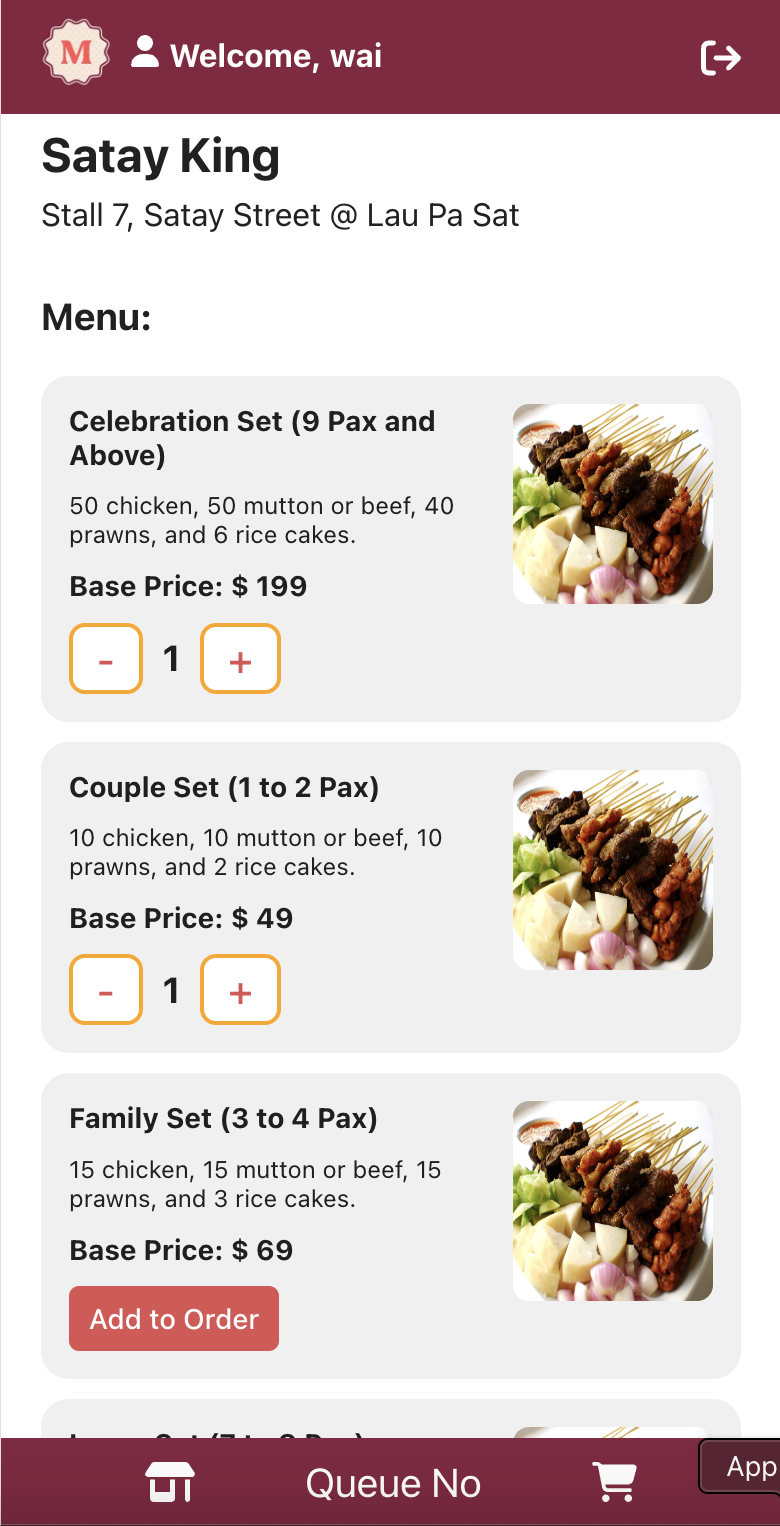 M
Welcome, wai
Satay King
Stall 7, Satay Street @ Lau Pa Sat
Menu:
Celebration Set (9 Pax and
Above)
50 chicken, 50 mutton or beef, 40
prawns, and 6 rice cakes.
Base Price: $ 199
- 1 +
Couple Set (1 to 2 Pax)
10 chicken, 10 mutton or beef, 10
prawns, and 2 rice cakes.
Base Price: $ 49
- 1 +
Family Set (3 to 4 Pax)
15 chicken, 15 mutton or beef, 15
prawns, and 3 rice cakes.
Base Price: $ 69
Add to Order
Queue No
App